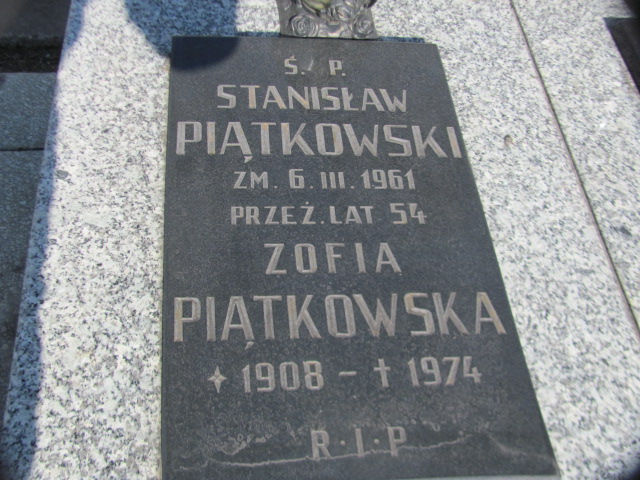 Ś. P.
STANISŁAW
PIĄTKOWSKI
ZM. 6. III. 1961
PRZEŻ. LAT 54
ZOFIA
PIĄTKOWSKA
✦ 1908 – † 1974
R·I·P